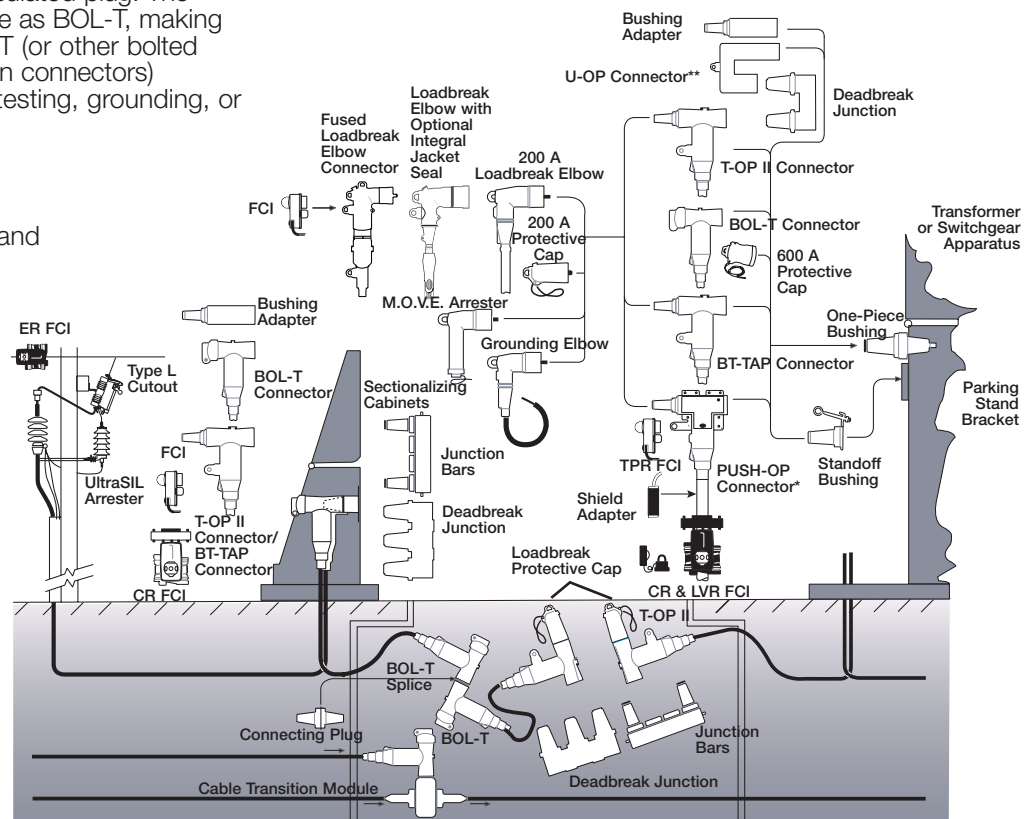 ulated plug. The
e as BOL-T, making
T (or other bolted
n connectors)
testing, grounding, or
and
Bushing
Adapter
U-OP Connector**
Deadbreak
Junction
Loadbreak
Elbow with
Optional
Integral
Jacket
Seal
Fused
Loadbreak
Elbow
Connector
200 A
Loadbreak Elbow
T-OP II Connector
FCI
200 A
Protective
Cap
BOL-T Connector
600 A
Protective
Cap
Transformer
or Switchgear
Apparatus
M.O.V.E. Arrester
Bushing
Adapter
One-Piece
Bushing
ER FCI
Grounding Elbow
BT-TAP Connector
Type L
Cutout
BOL-T
Connector
Sectionalizing
Cabinets
Parking
Stand
Bracket
FCI
Junction
Bars
TPR FCI
PUSH-OP
Connector*
Standoff
Bushing
UltraSIL
Arrester
Shield
Adapter
T-OP II
Connector/
BT-TAP
Connector
Deadbreak
Junction
Loadbreak
Protective Cap
CR FCI
CR & LVR FCI
T-OP II
BOL-T
Splice
Connecting Plug
BOL-T
Junction
Bars
Deadbreak Junction
Cable Transition Module